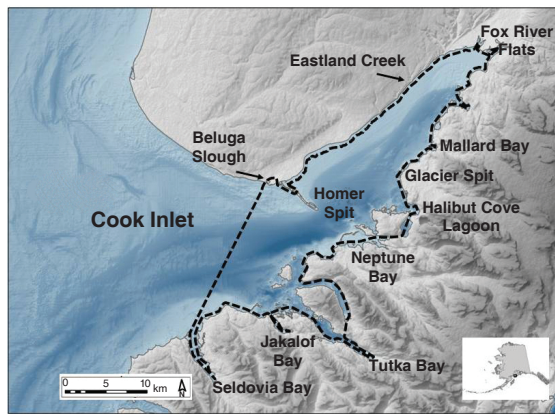 Fox River
Flats
Eastland Creek
Mallard Bay
Beluga
Slough
Glacier Spit
Homer
Spit
Halibut Cove
Lagoon
Cook Inlet
Neptune
Bay
Jakalof
Bay
Tutka Bay
Seldovia Bay
0 5 10 km
N